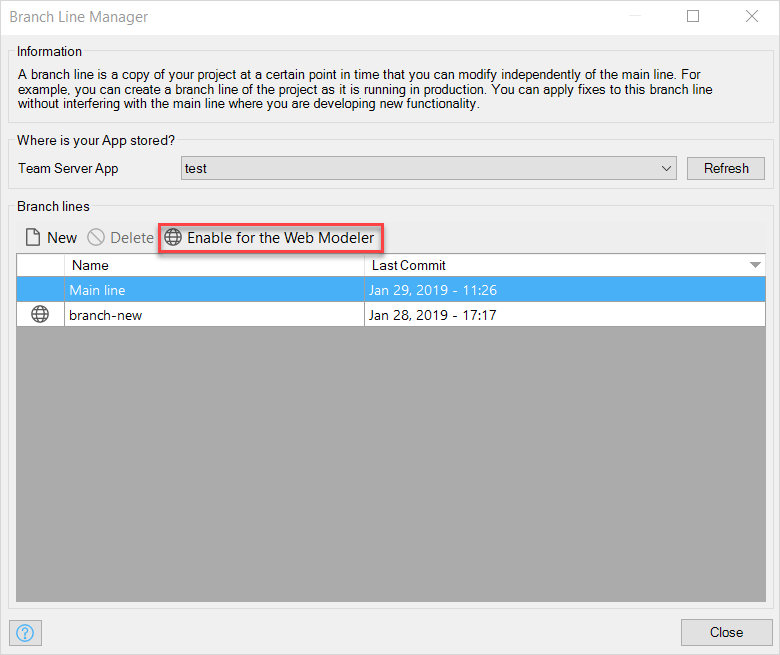 Branch Line Manager
Information
A branch line is a copy of your project at a certain point in time that you can modify independently of the main line. For
example, you can create a branch line of the project as it is running in production. You can apply fixes to this branch line
without interfering with the main line where you are developing new functionality.
Where is your App stored?
Team Server App test Refresh
Branch lines
New Delete Enable for the Web Modeler
Name Last Commit
Main line Jan 29, 2019 - 11:26
branch-new Jan 28, 2019 - 17:17
? Close